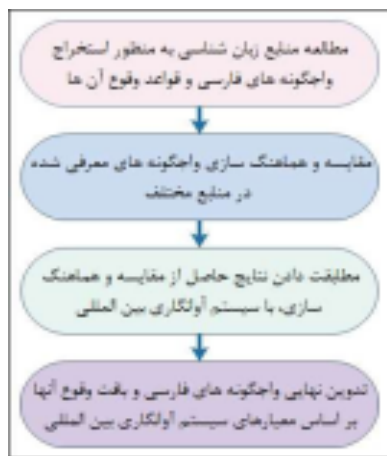 مطالعه منابع زبان شناسی به منظور استخراج
واجگونه های فارسی و قواعد وقوع آن ها
مقایسه و هماهنگ سازی واجگونه های معرفی شده
در منابع مختلف
مطابقت دادن نتایج حاصل از مقایسه و هماهنگ
سازی، با سیستم آوانگاری بین المللی
تدوین نهایی واجگونه های فارسی و بافت وقوع آنها
بر اساس معیارهای سیستم آوانگاری بین المللی